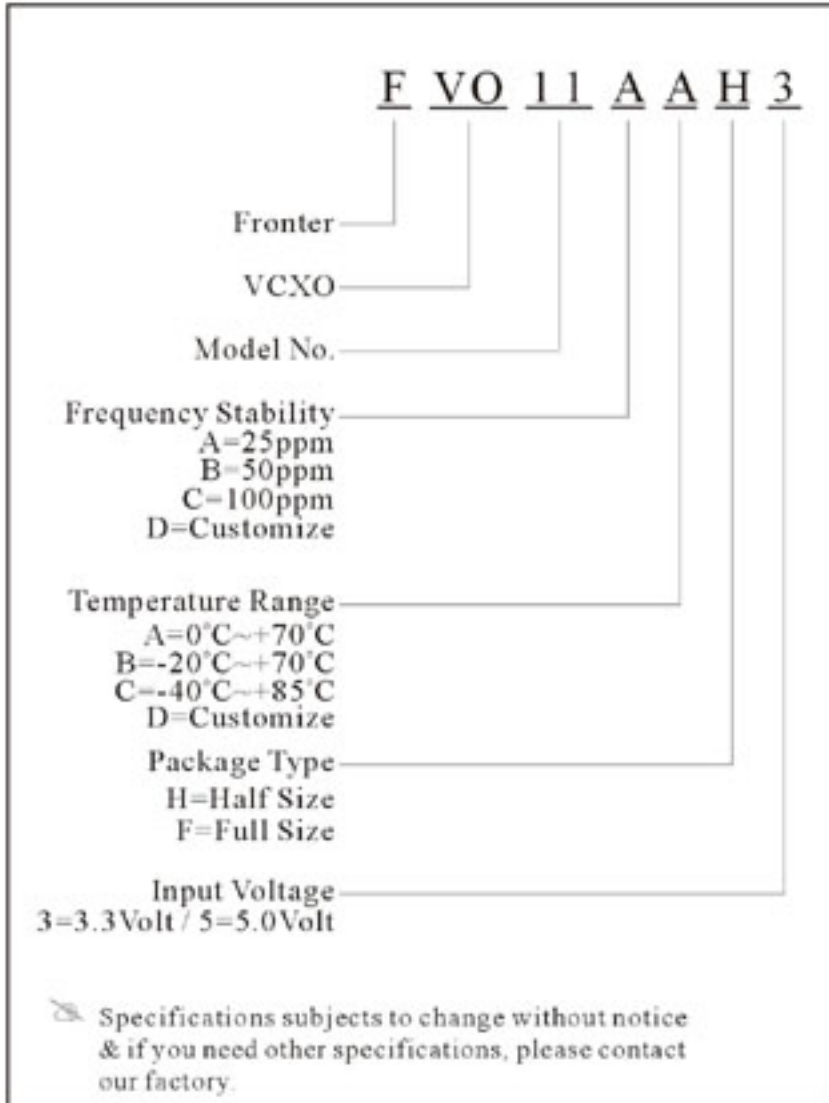 F VO 11 A A H 3
Fronter
VCXO
Model No.
Frequency Stability
A=25ppm
B=50ppm
C=100ppm
D=Customize
Temperature Range
A=0°C~+70°C
B=-20°C~+70°C
C=-40°C~+85°C
D=Customize
Package Type
H=Half Size
F=Full Size
Input Voltage
3=3.3Volt / 5=5.0Volt
Specifications subjects to change without notice
& if you need other specifications, please contact
our factory.